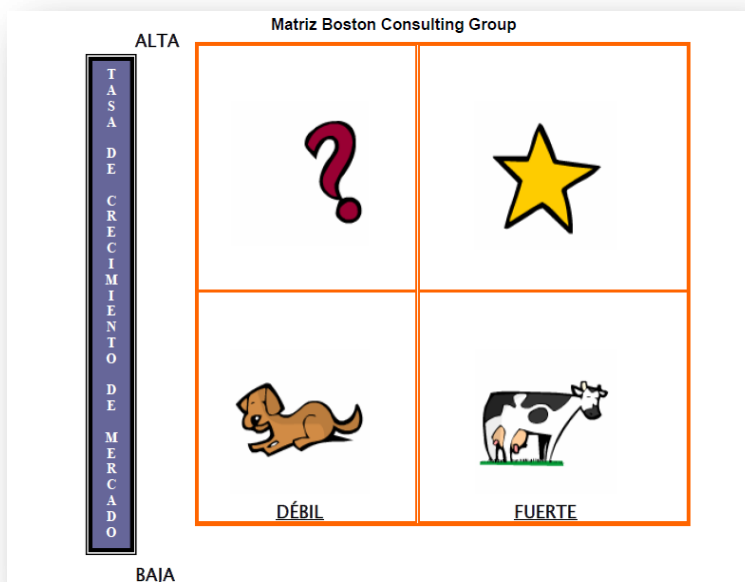 Matriz Boston Consulting Group
ALTA
TASA DE CRECIMIENTO DE MERCADO
DÉBIL
FUERTE
BAJA